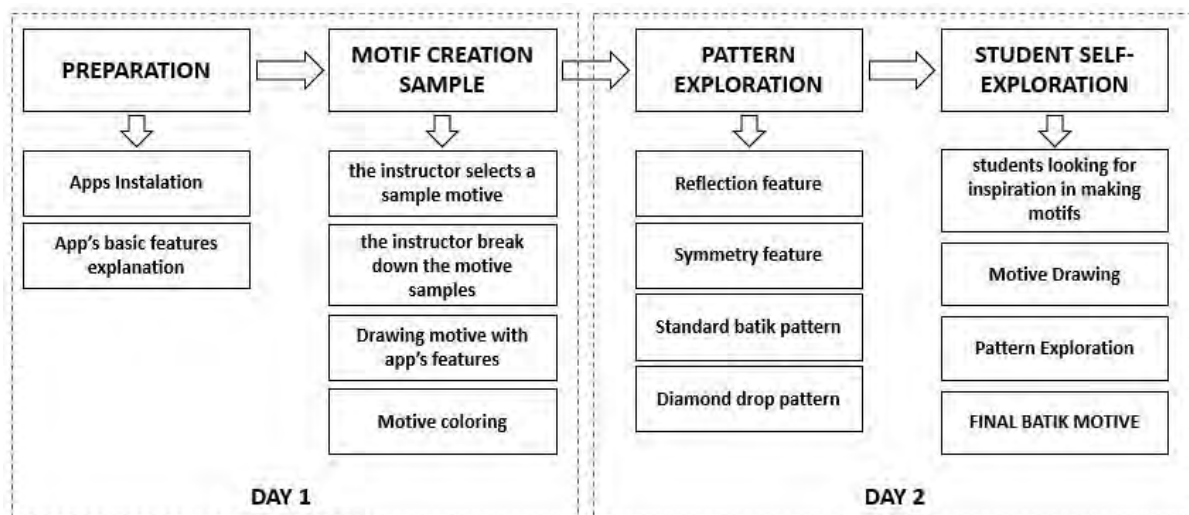 PREPARATION
Apps Instalation
App's basic features
explanation
MOTIF CREATION
SAMPLE
the instructor selects a
sample motive
the instructor break
down the motive
samples
Drawing motive with
app's features
Motive coloring
DAY 1
PATTERN
EXPLORATION
Reflection feature
Symmetry feature
Standard batik pattern
Diamond drop pattern
STUDENT SELF-
EXPLORATION
students looking for
inspiration in making
motifs
Motive Drawing
Pattern Exploration
FINAL BATIK MOTIVE
DAY 2